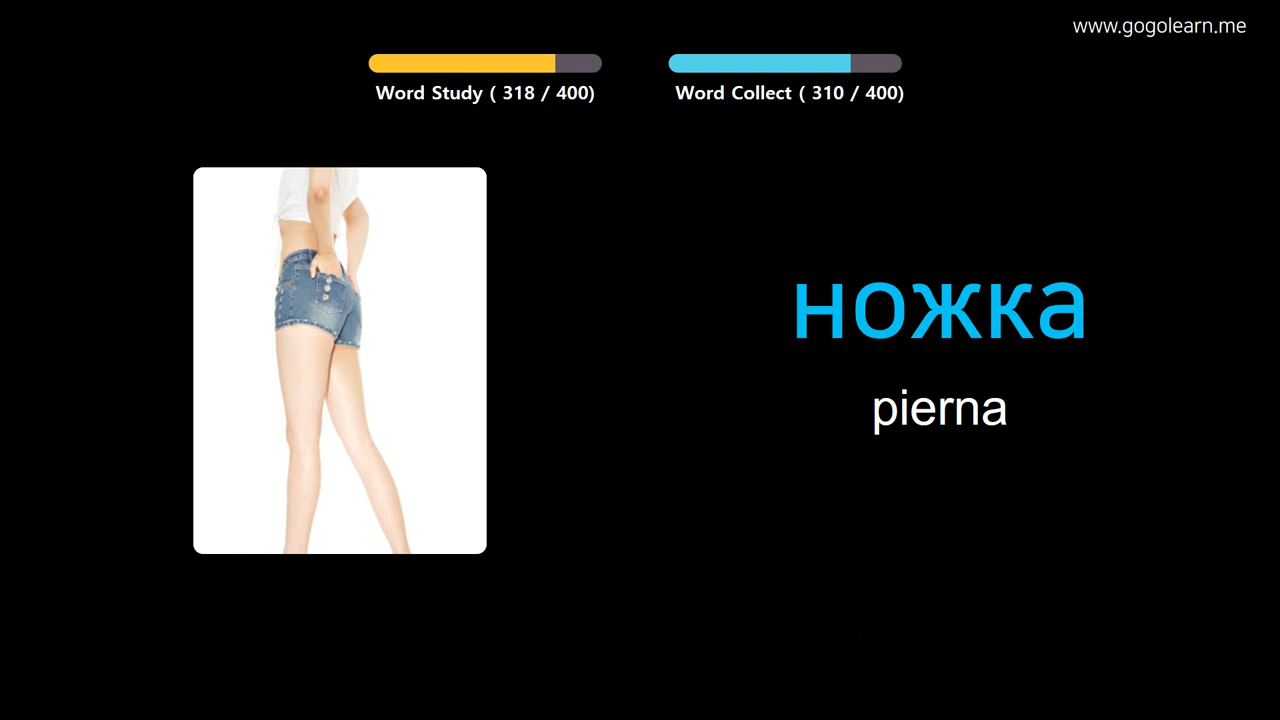 www.gogolearn.me
Word Study ( 318 / 400)
Word Collect ( 310 / 400)
ножка
pierna